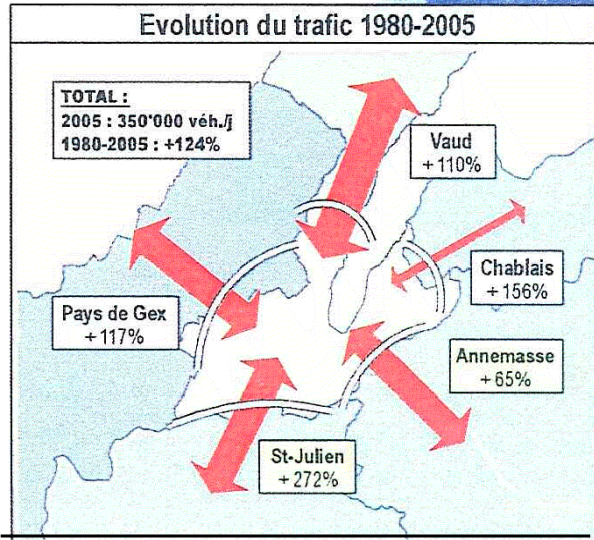 Evolution du trafic 1980-2005
TOTAL :
2005 : 350'000 véh./j
1980-2005 : +124%
Vaud
+110%
Chablais
+156%
Pays de Gex
+117%
Annemasse
+65%
St-Julien
+272%